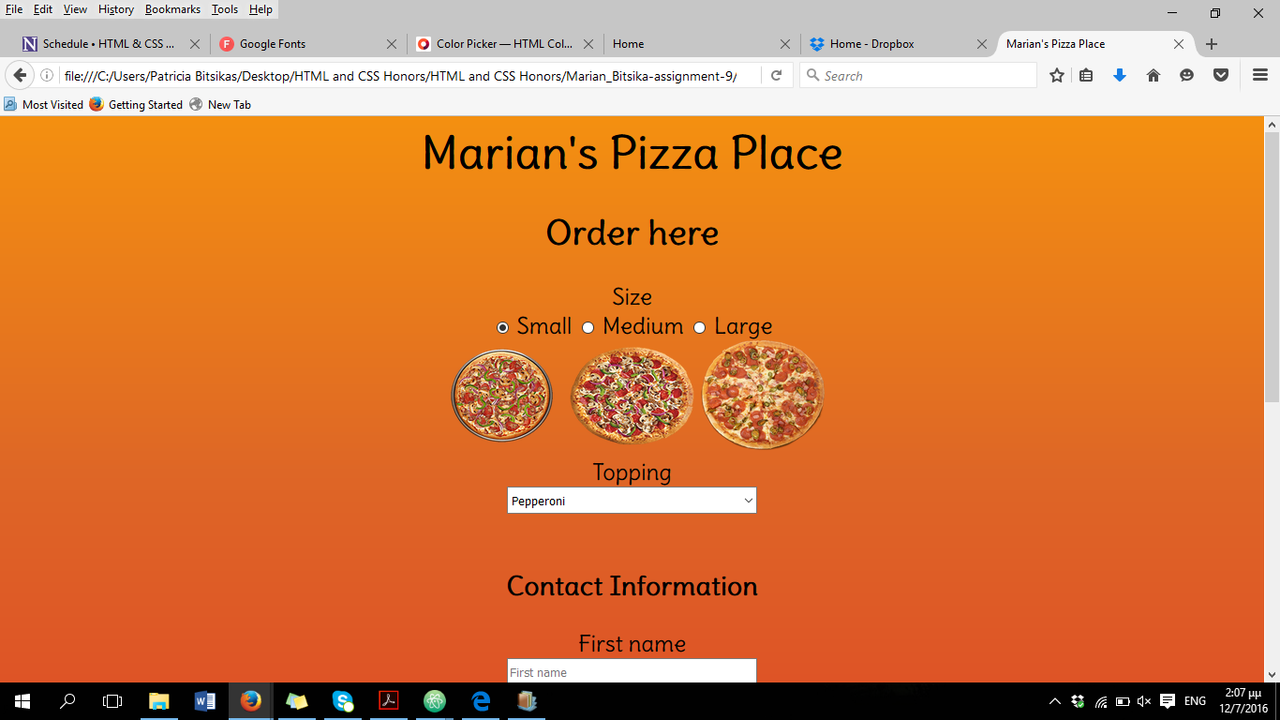 File Edit View History Bookmarks Tools Help
Schedule • HTML & CSS ... Google Fonts Color Picker — HTML Col... Home Home - Dropbox Marian's Pizza Place
file:///C:/Users/Patricia Bitsikas/Desktop/HTML and CSS Honors/HTML and CSS Honors/Marian_Bitsika-assignment-9/ Search
Most Visited Getting Started New Tab
Marian's Pizza Place
Order here
Size
Small Medium Large
Topping
Pepperoni
Contact Information
First name
First name
ENG 2:07 μμ
12/7/2016